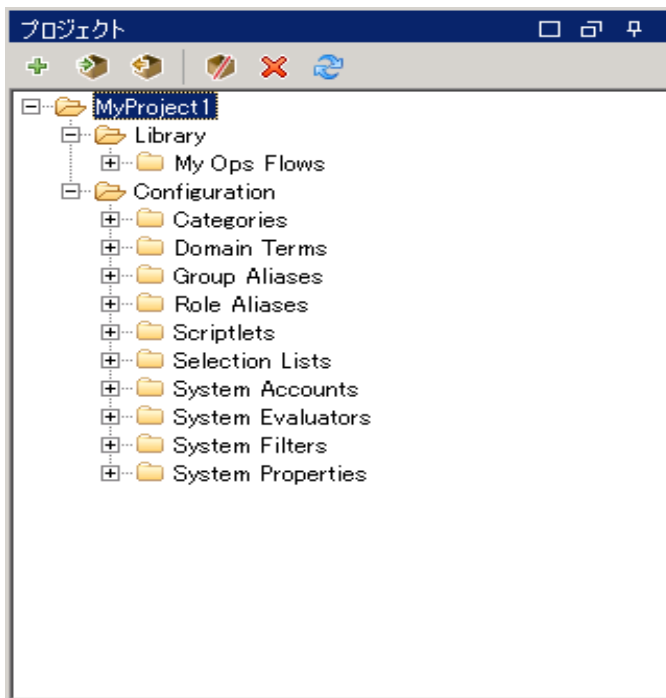 プロジェクト
MyProject1
Library
My Ops Flows
Configuration
Categories
Domain Terms
Group Aliases
Role Aliases
Scriptlets
Selection Lists
System Accounts
System Evaluators
System Filters
System Properties